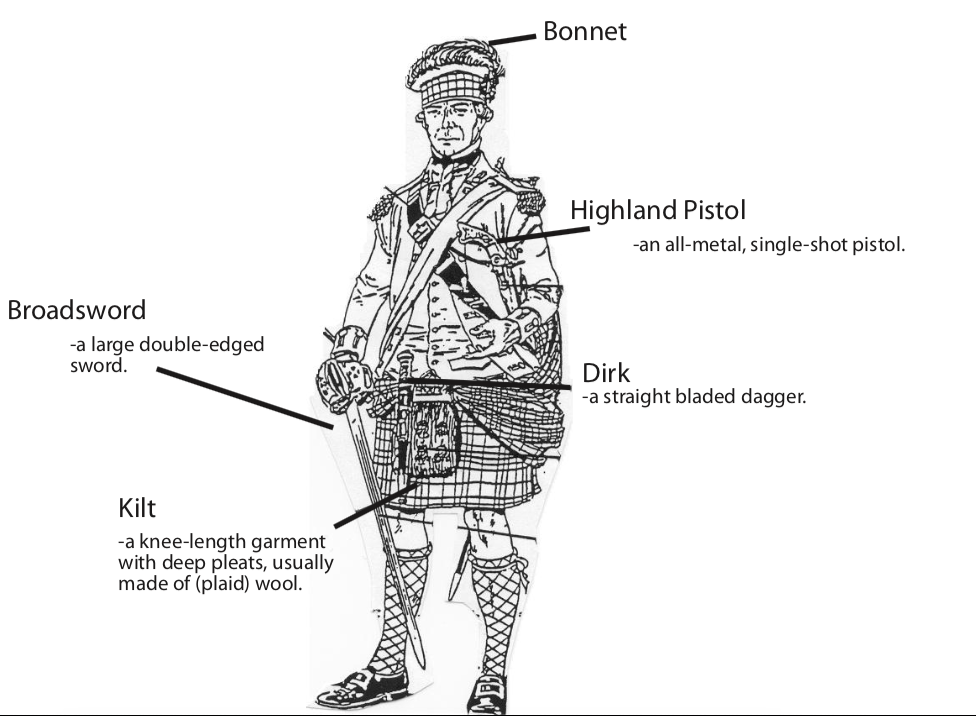 Bonnet
Highland Pistol
-an all-metal, single-shot pistol.
Broadsword
-a large double-edged
sword.
Dirk
-a straight bladed dagger.
Kilt
-a knee-length garment
with deep pleats, usually
made of (plaid) wool.